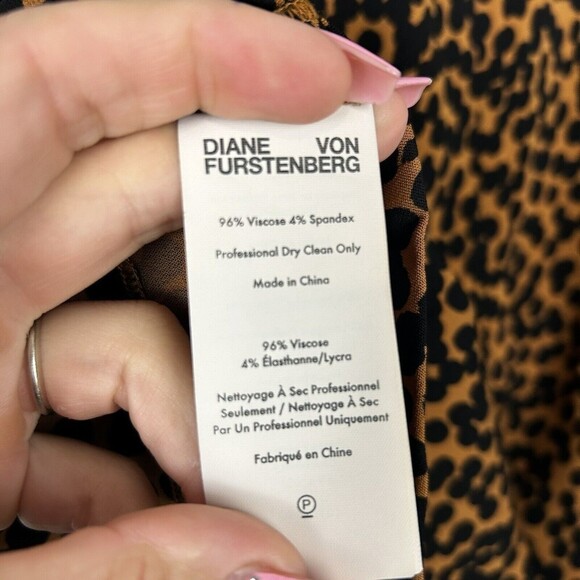 DIANE VON
FURSTENBERG
96% Viscose 4% Spandex
Professional Dry Clean Only
Made in China
96% Viscose
4% Élasthanne/Lycra
Nettoyage À Sec Professionnel
Seulement / Nettoyage À Sec
Par Un Professionnel Uniquement
Fabriqué en Chine
P